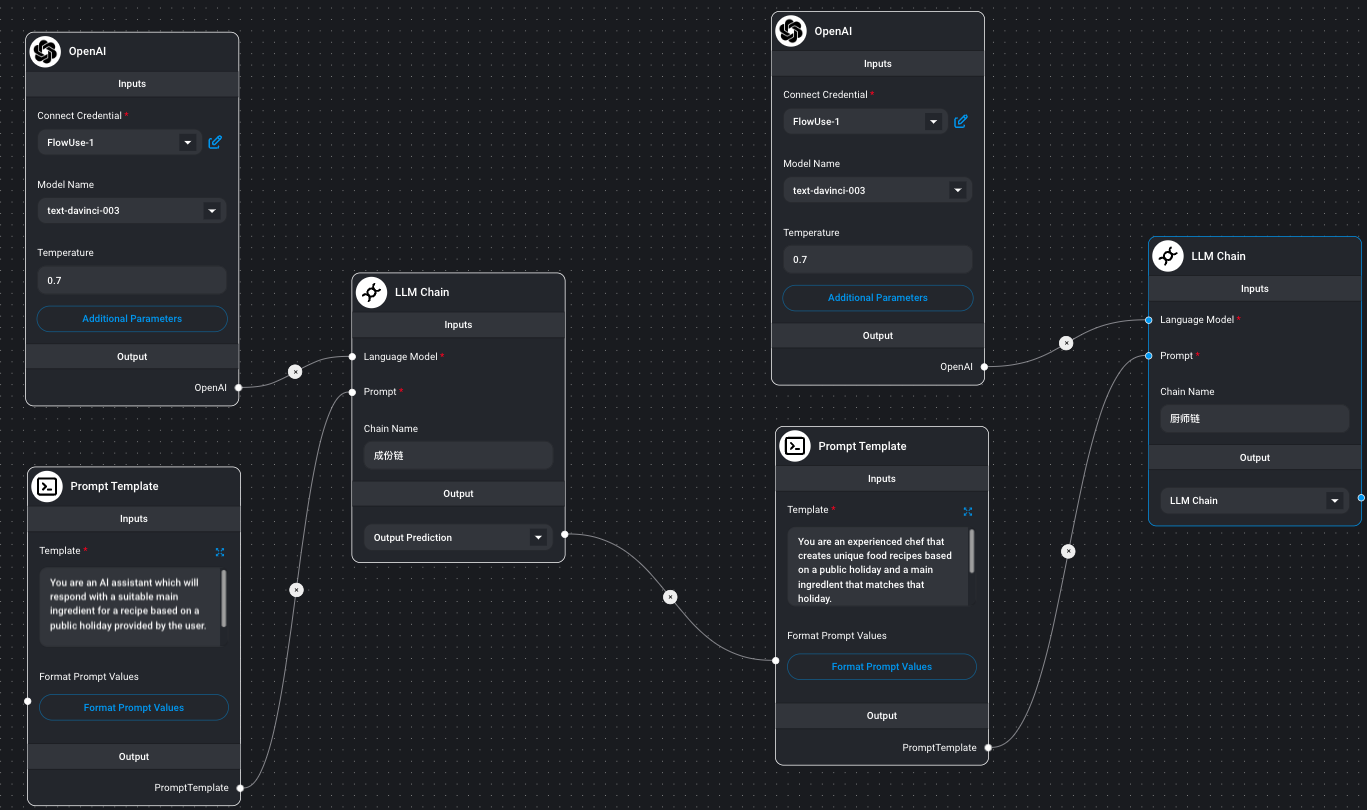 OpenAI
Inputs
Connect Credential *
FlowUse-1
Model Name
text-davinci-003
Temperature
0.7
Additional Parameters
Output
OpenAI
Prompt Template
Inputs
Template *
You are an AI assistant which will
respond with a suitable main
ingredient for a recipe based on a
public holiday provided by the user.
Format Prompt Values
Format Prompt Values
Output
PromptTemplate
LLM Chain
Inputs
Language Model *
Prompt *
Chain Name
成份链
Output
Output Prediction
OpenAI
Inputs
Connect Credential *
FlowUse-1
Model Name
text-davinci-003
Temperature
0.7
Additional Parameters
Output
OpenAI
Prompt Template
Inputs
Template *
You are an experienced chef that
creates unique food recipes based
on a public holiday and a main
ingredlent that matches that
holiday.
Format Prompt Values
Format Prompt Values
Output
PromptTemplate
LLM Chain
Inputs
Language Model *
Prompt *
Chain Name
厨师链
Output
LLM Chain